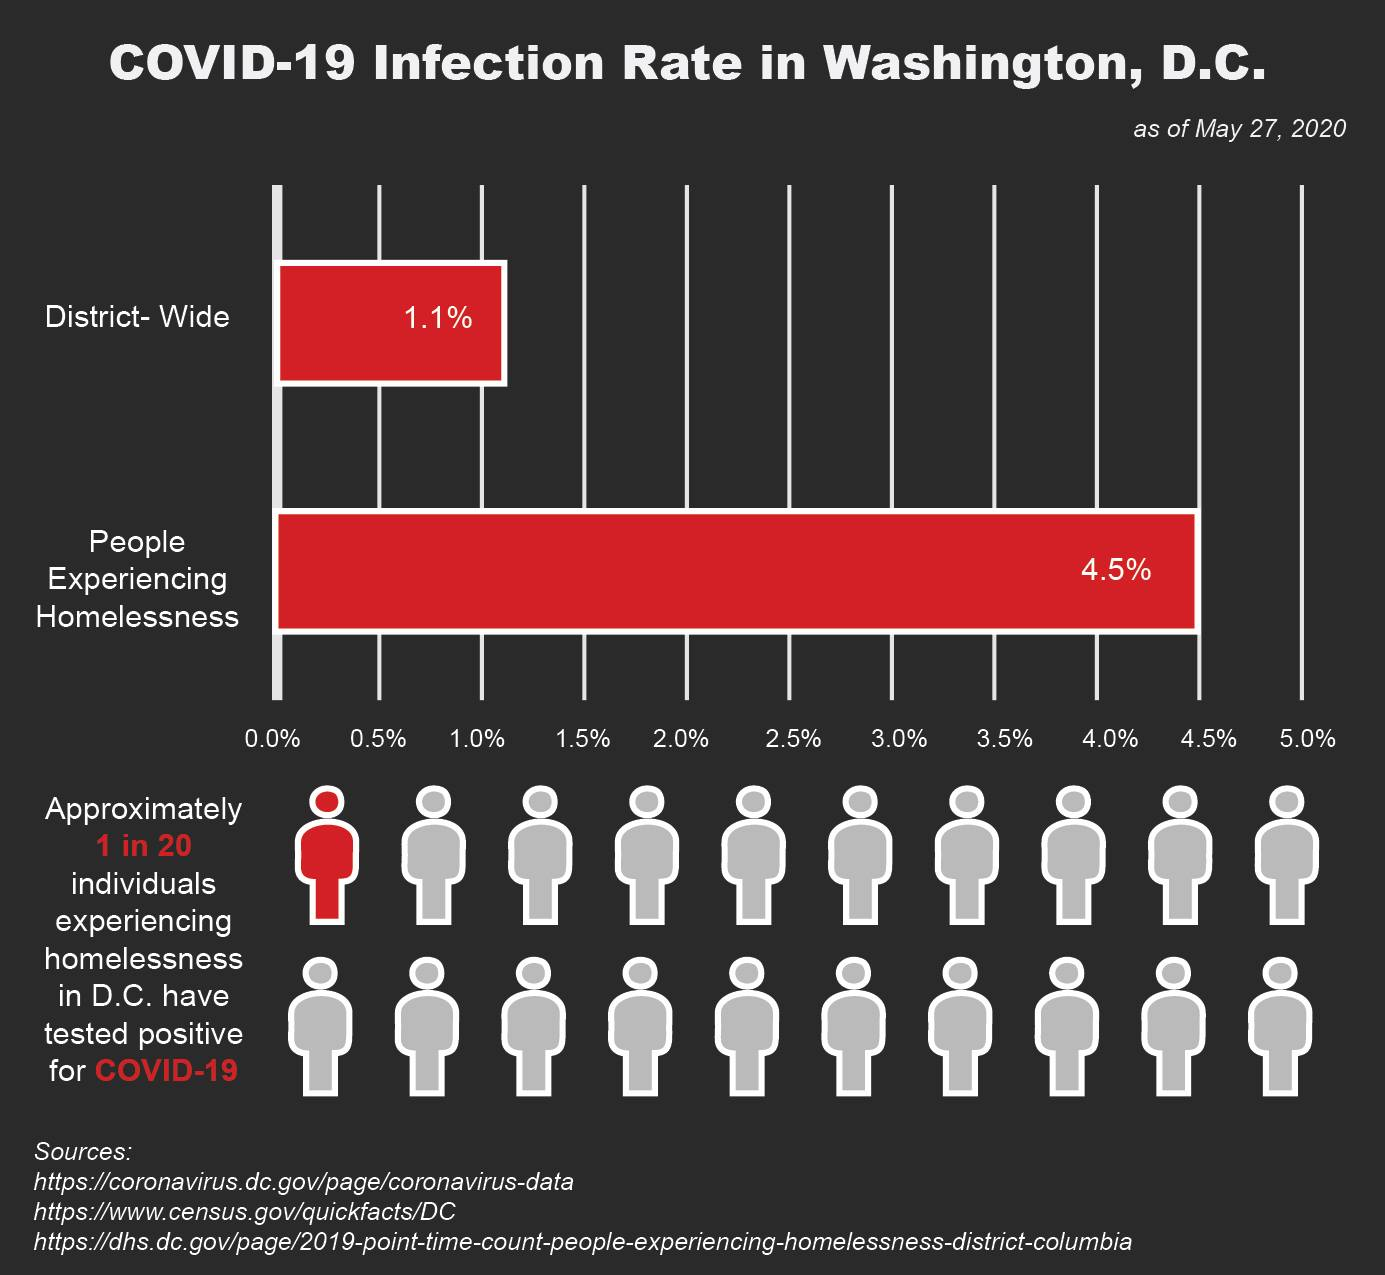 COVID-19 Infection Rate in Washington, D.C.
as of May 27, 2020
District- Wide
1.1%
People
Experiencing
Homelessness
4.5%
0.0% 0.5% 1.0% 1.5% 2.0% 2.5% 3.0% 3.5% 4.0% 4.5% 5.0%
Approximately
1 in 20
individuals
experiencing
homelessness
in D.C. have
tested positive
for COVID-19
Sources:
https://coronavirus.dc.gov/page/coronavirus-data
https://www.census.gov/quickfacts/DC
https://dhs.dc.gov/page/2019-point-time-count-people-experiencing-homelessness-district-columbia